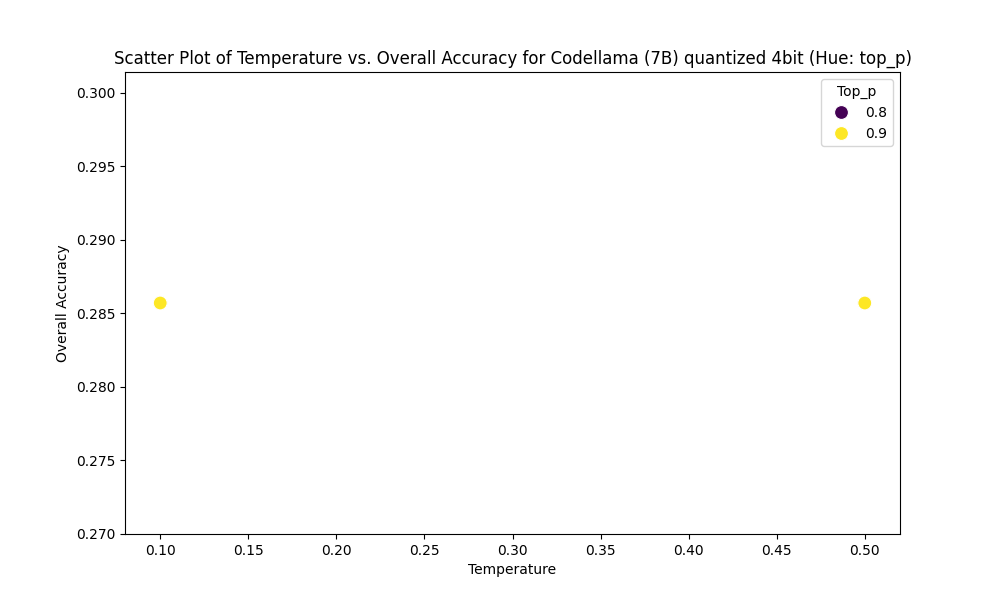 Scatter Plot of Temperature vs. Overall Accuracy for Codellama (7B) quantized 4bit (Hue: top_p)
Top_p
0.8
0.9
Overall Accuracy
0.300
0.295
0.290
0.285
0.280
0.275
0.270
0.10 0.15 0.20 0.25 0.30 0.35 0.40 0.45 0.50
Temperature